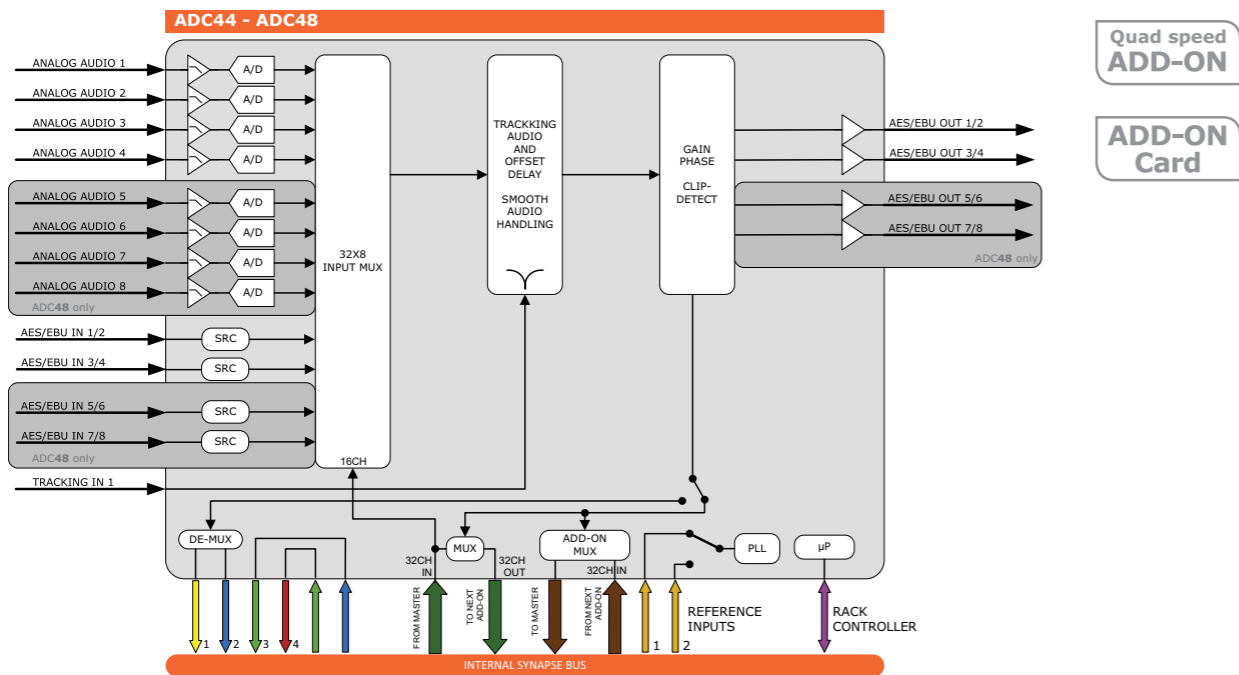 ADC44 - ADC48
Quad speed
ADD-ON
ADD-ON
Card
ANALOG AUDIO 1
A/D
ANALOG AUDIO 2
A/D
ANALOG AUDIO 3
A/D
ANALOG AUDIO 4
A/D
ANALOG AUDIO 5
A/D
ANALOG AUDIO 6
A/D
ANALOG AUDIO 7
A/D
ANALOG AUDIO 8
A/D
ADC48 only
AES/EBU IN 1/2
SRC
AES/EBU IN 3/4
SRC
AES/EBU IN 5/6
SRC
AES/EBU IN 7/8
SRC
ADC48 only
TRACKING IN 1
32X8
INPUT MUX
16CH
TRACKKING
AUDIO
AND
OFFSET
DELAY
SMOOTH
AUDIO
HANDLING
GAIN
PHASE
CLIP-
DETECT
AES/EBU OUT 1/2
AES/EBU OUT 3/4
AES/EBU OUT 5/6
AES/EBU OUT 7/8
ADC48 only
DE-MUX
MUX
ADD-ON
MUX
PLL
µP
32CH
IN
32CH
OUT
32CH IN
1
2
3
4
FROM MASTER
TO NEXT
ADD-ON
TO MASTER
FROM NEXT
ADD-ON
1
2
REFERENCE
INPUTS
RACK
CONTROLLER
INTERNAL SYNAPSE BUS